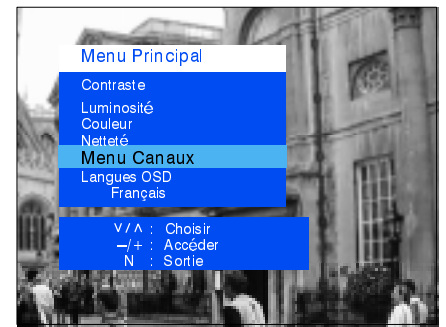 Menu Principal
Contraste
Luminosité
Couleur
Netteté
Menu Canaux
Langues OSD
Français
∨/∧ : Choisir
−/+ : Accéder
N : Sortie